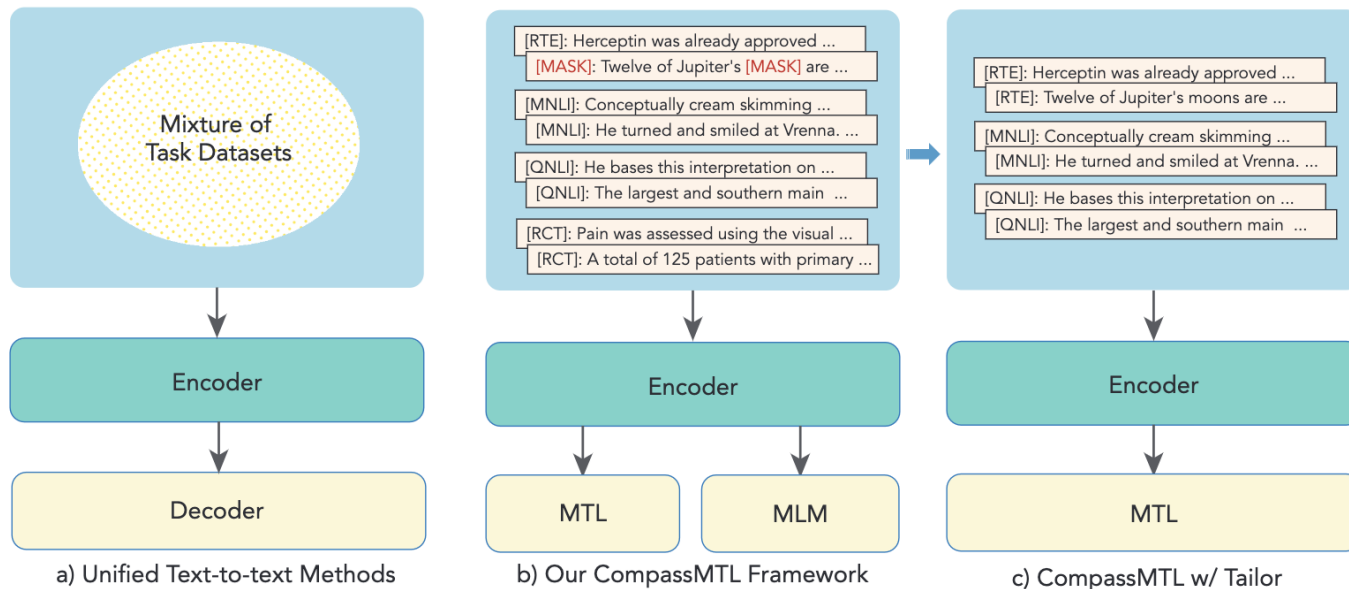 Mixture of
Task Datasets
Encoder
Decoder
a) Unified Text-to-text Methods
[RTE]: Herceptin was already approved ...
[MASK]: Twelve of Jupiter's [MASK] are ...
[MNLI]: Conceptually cream skimming ...
[MNLI]: He turned and smiled at Vrenna. ...
[QNLI]: He bases this interpretation on ...
[QNLI]: The largest and southern main ...
[RCT]: Pain was assessed using the visual ...
[RCT]: A total of 125 patients with primary ...
Encoder
MTL
MLM
b) Our CompassMTL Framework
[RTE]: Herceptin was already approved ...
[RTE]: Twelve of Jupiter's moons are ...
[MNLI]: Conceptually cream skimming ...
[MNLI]: He turned and smiled at Vrenna. ...
[QNLI]: He bases this interpretation on ...
[QNLI]: The largest and southern main ...
Encoder
MTL
c) CompassMTL w/ Tailor